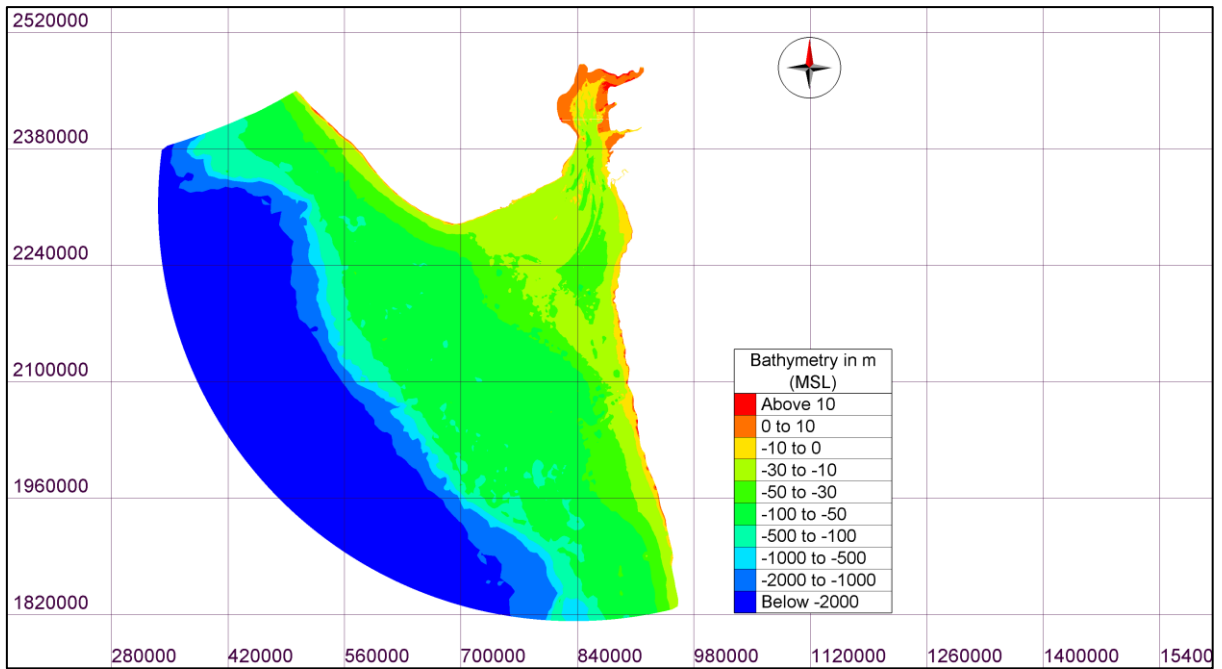 2520000
2380000
2240000
2100000
1960000
1820000
Bathymetry in m
(MSL)
Above 10
0 to 10
-10 to 0
-30 to -10
-50 to -30
-100 to -50
-500 to -100
-1000 to -500
-2000 to -1000
Below -2000
280000 420000 560000 700000 840000 980000 1120000 1260000 1400000 15400